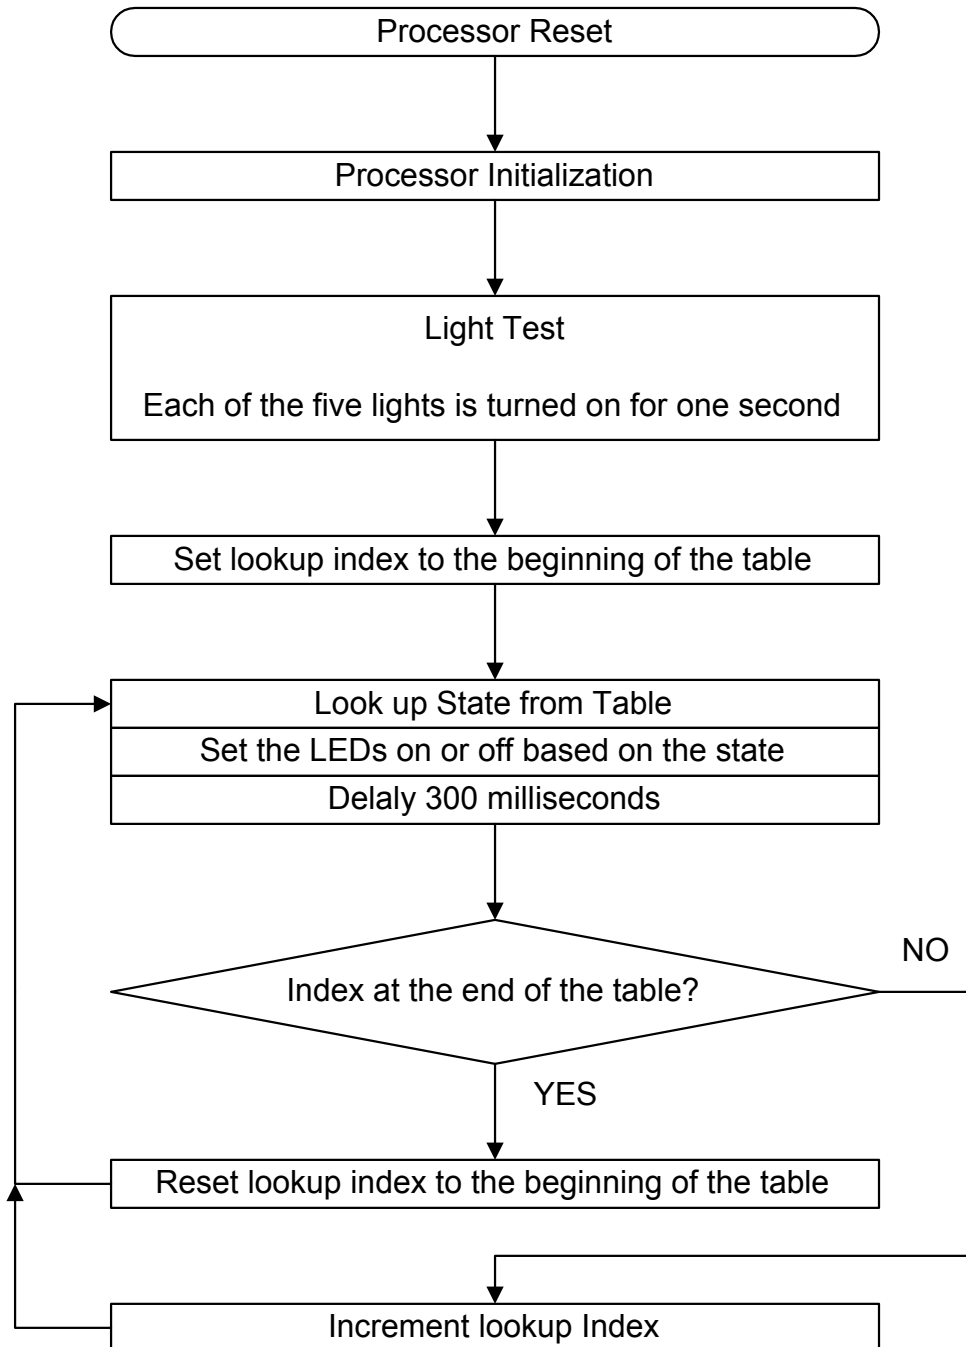 Processor Reset
Processor Initialization
Light Test
Each of the five lights is turned on for one second
Set lookup index to the beginning of the table
Look up State from Table
Set the LEDs on or off based on the state
Delaly 300 milliseconds
NO
Index at the end of the table?
YES
Reset lookup index to the beginning of the table
Increment lookup Index